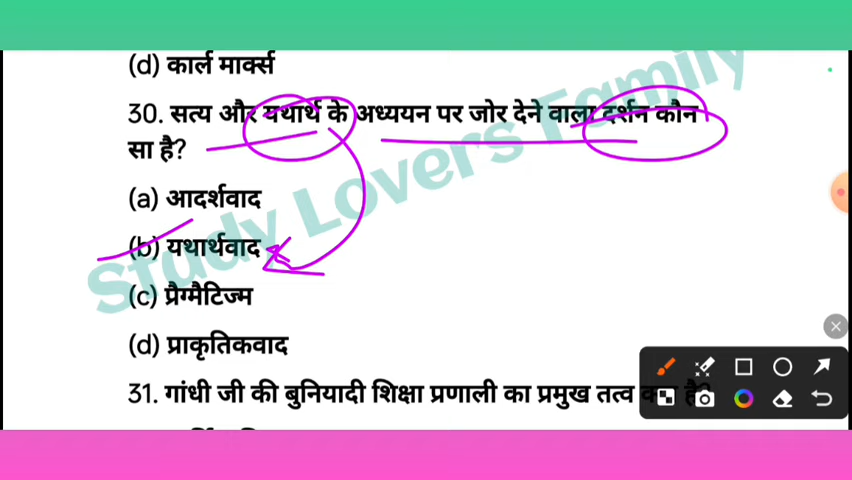 (d) कार्ल मार्क्स
30. सत्य और यथार्थ के अध्ययन पर जोर देने वाला दर्शन कौन
सा है?
(a) आदर्शवाद
(b) यथार्थवाद
(c) प्रैग्मैटिज्म
(d) प्राकृतिकवाद
31. गांधी जी की बुनियादी शिक्षा प्रणाली का प्रमुख तत्व क्या है?
Study Lovers Family